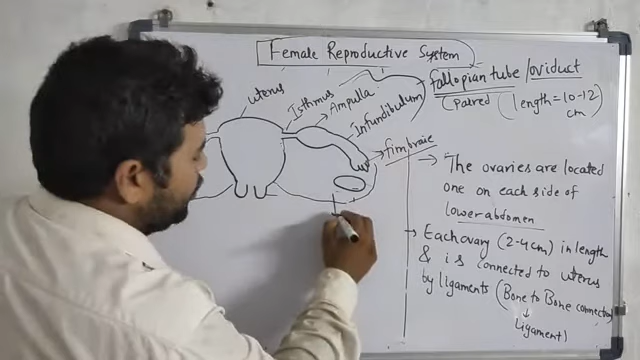 Female Reproductive System
uterus
Isthmus
Ampulla
Infundibulum
fimbraie
fallopian tube / oviduct
(Paired (length = 10-12 cm)
"The ovaries are located
one on each side of
lower abdomen
Each ovary (2-4 cm) in length
& is connected to uterus
by ligaments (Bone to Bone connection
ligament)